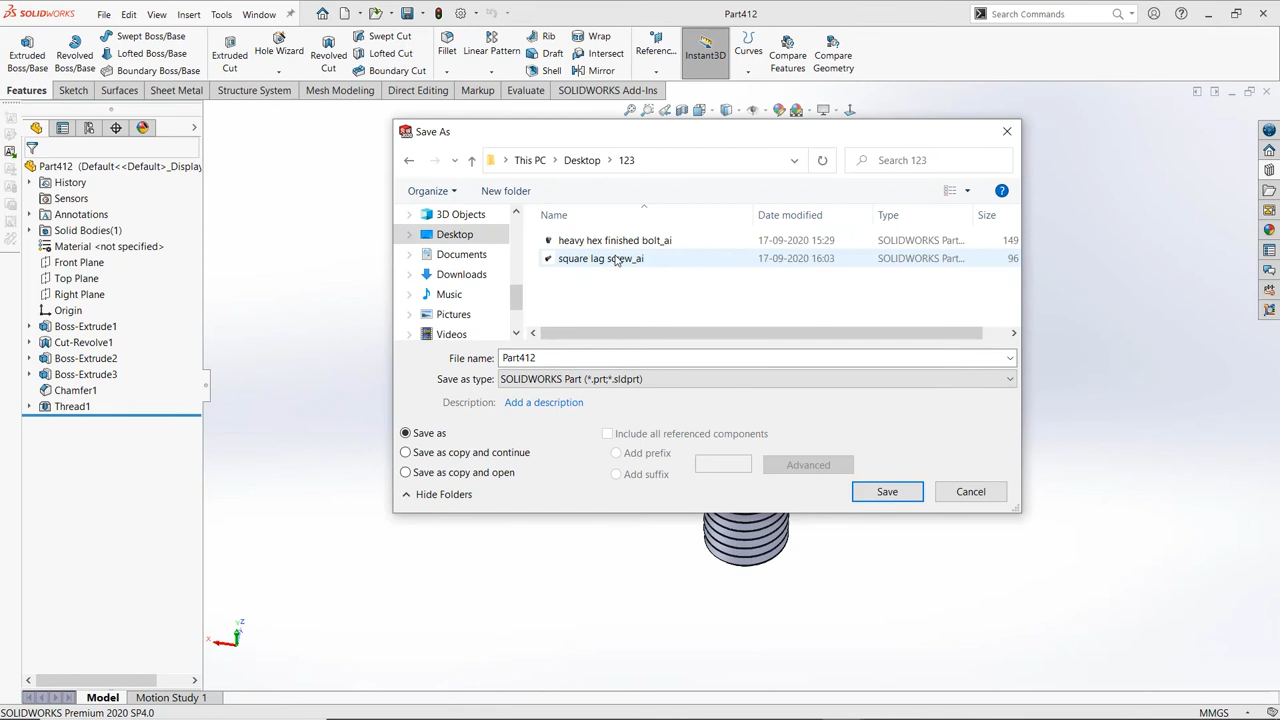 SOLIDWORKS File Edit View Insert Tools Window Part412 Search Commands
Extruded Boss/Base Revolved Boss/Base Swept Boss/Base Lofted Boss/Base Boundary Boss/Base Extruded Cut Hole Wizard Revolved Cut Swept Cut Lofted Cut Boundary Cut Fillet Linear Pattern Rib Draft Shell Wrap Intersect Mirror Referenc... Instant3D Curves Compare Features Compare Geometry
Features Sketch Surfaces Sheet Metal Structure System Mesh Modeling Direct Editing Markup Evaluate SOLIDWORKS Add-Ins
Part412 (Default<<Default>_Display
History
Sensors
Annotations
Solid Bodies(1)
Material <not specified>
Front Plane
Top Plane
Right Plane
Origin
Boss-Extrude1
Cut-Revolve1
Boss-Extrude2
Boss-Extrude3
Chamfer1
Thread1
Save As
This PC > Desktop > 123 Search 123
Organize New folder
3D Objects
Desktop
Documents
Downloads
Music
Pictures
Videos
Name Date modified Type Size
heavy hex finished bolt_ai 17-09-2020 15:29 SOLIDWORKS Part... 149
square lag screw_ai 17-09-2020 16:03 SOLIDWORKS Part... 96
File name: Part412
Save as type: SOLIDWORKS Part (*.prt;*.sldprt)
Description: Add a description
Save as
Save as copy and continue
Save as copy and open
Include all referenced components
Add prefix
Add suffix
Advanced
Hide Folders
Save Cancel
X Z
Model Motion Study 1
SOLIDWORKS Premium 2020 SP4.0 MMGS